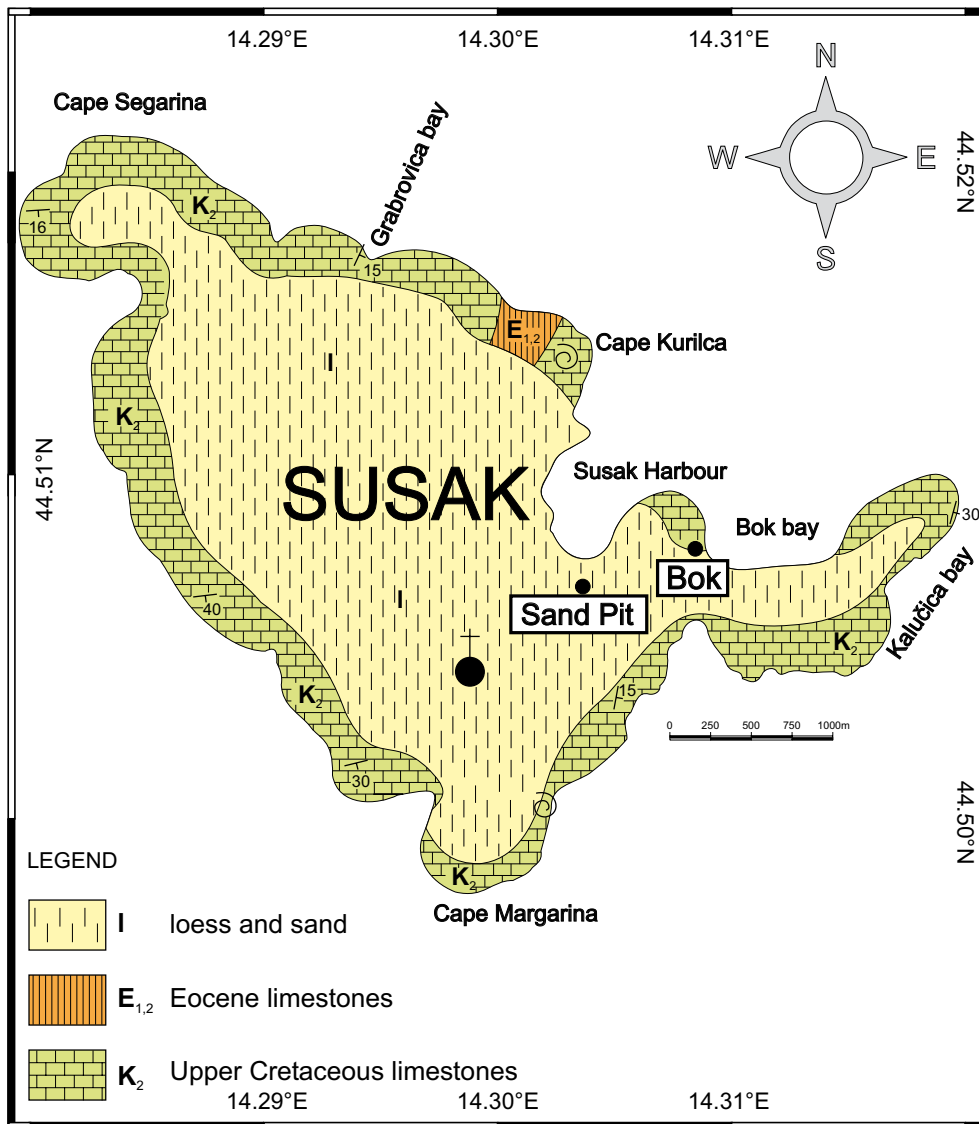 14.29°E
14.30°E
14.31°E
N
Cape Segarina
Grabrovica bay
W
E
44.52°N
S
K2
16
15
E1,2
Cape Kurilca
l
K2
44.51°N
SUSAK
Susak Harbour
Bok bay
30
Bok
Sand Pit
l
40
Kalučica bay
K2
K2
15
0 250 500 750 1000m
30
44.50°N
K2
Cape Margarina
LEGEND
l loess and sand
E1,2 Eocene limestones
K2 Upper Cretaceous limestones
14.29°E
14.30°E
14.31°E